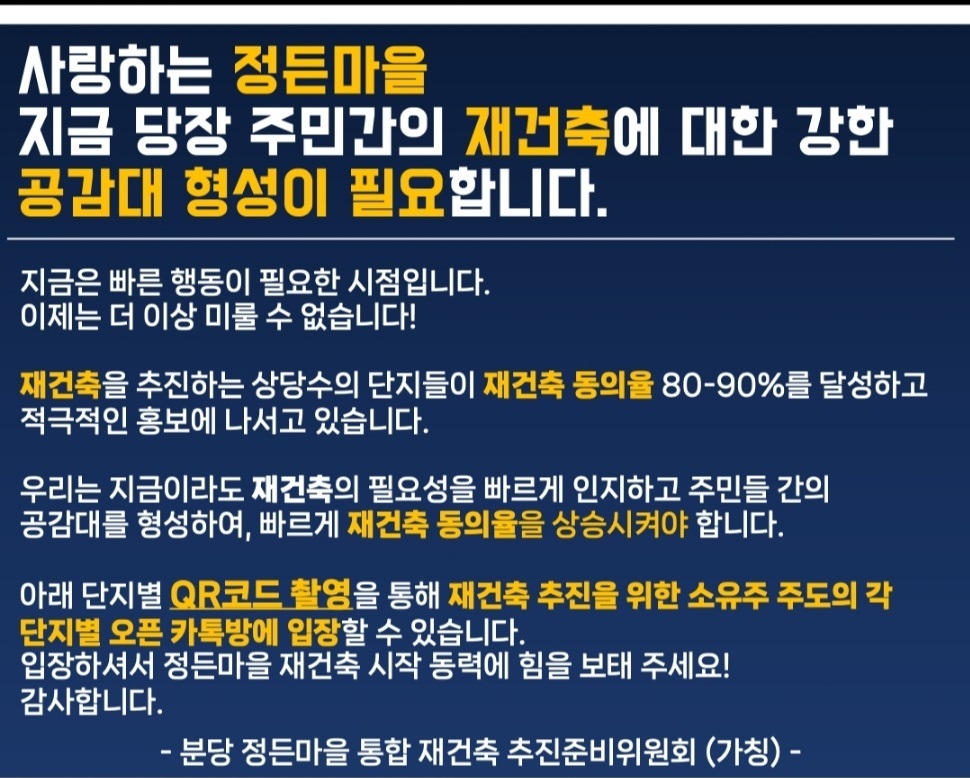 사랑하는 정든마을
지금 당장 주민간의 재건축에 대한 강한
공감대 형성이 필요합니다.
지금은 빠른 행동이 필요한 시점입니다.
이제는 더 이상 미룰 수 없습니다!
재건축을 추진하는 상당수의 단지들이 재건축 동의율 80-90%를 달성하고
적극적인 홍보에 나서고 있습니다.
우리는 지금이라도 재건축의 필요성을 빠르게 인지하고 주민들 간의
공감대를 형성하여, 빠르게 재건축 동의율을 상승시켜야 합니다.
아래 단지별 QR코드 촬영을 통해 재건축 추진을 위한 소유주 주도의 각
단지별 오픈 카톡방에 입장할 수 있습니다.
입장하셔서 정든마을 재건축 시작 동력에 힘을 보태 주세요!
감사합니다.
- 분당 정든마을 통합 재건축 추진준비위원회 (가칭) -